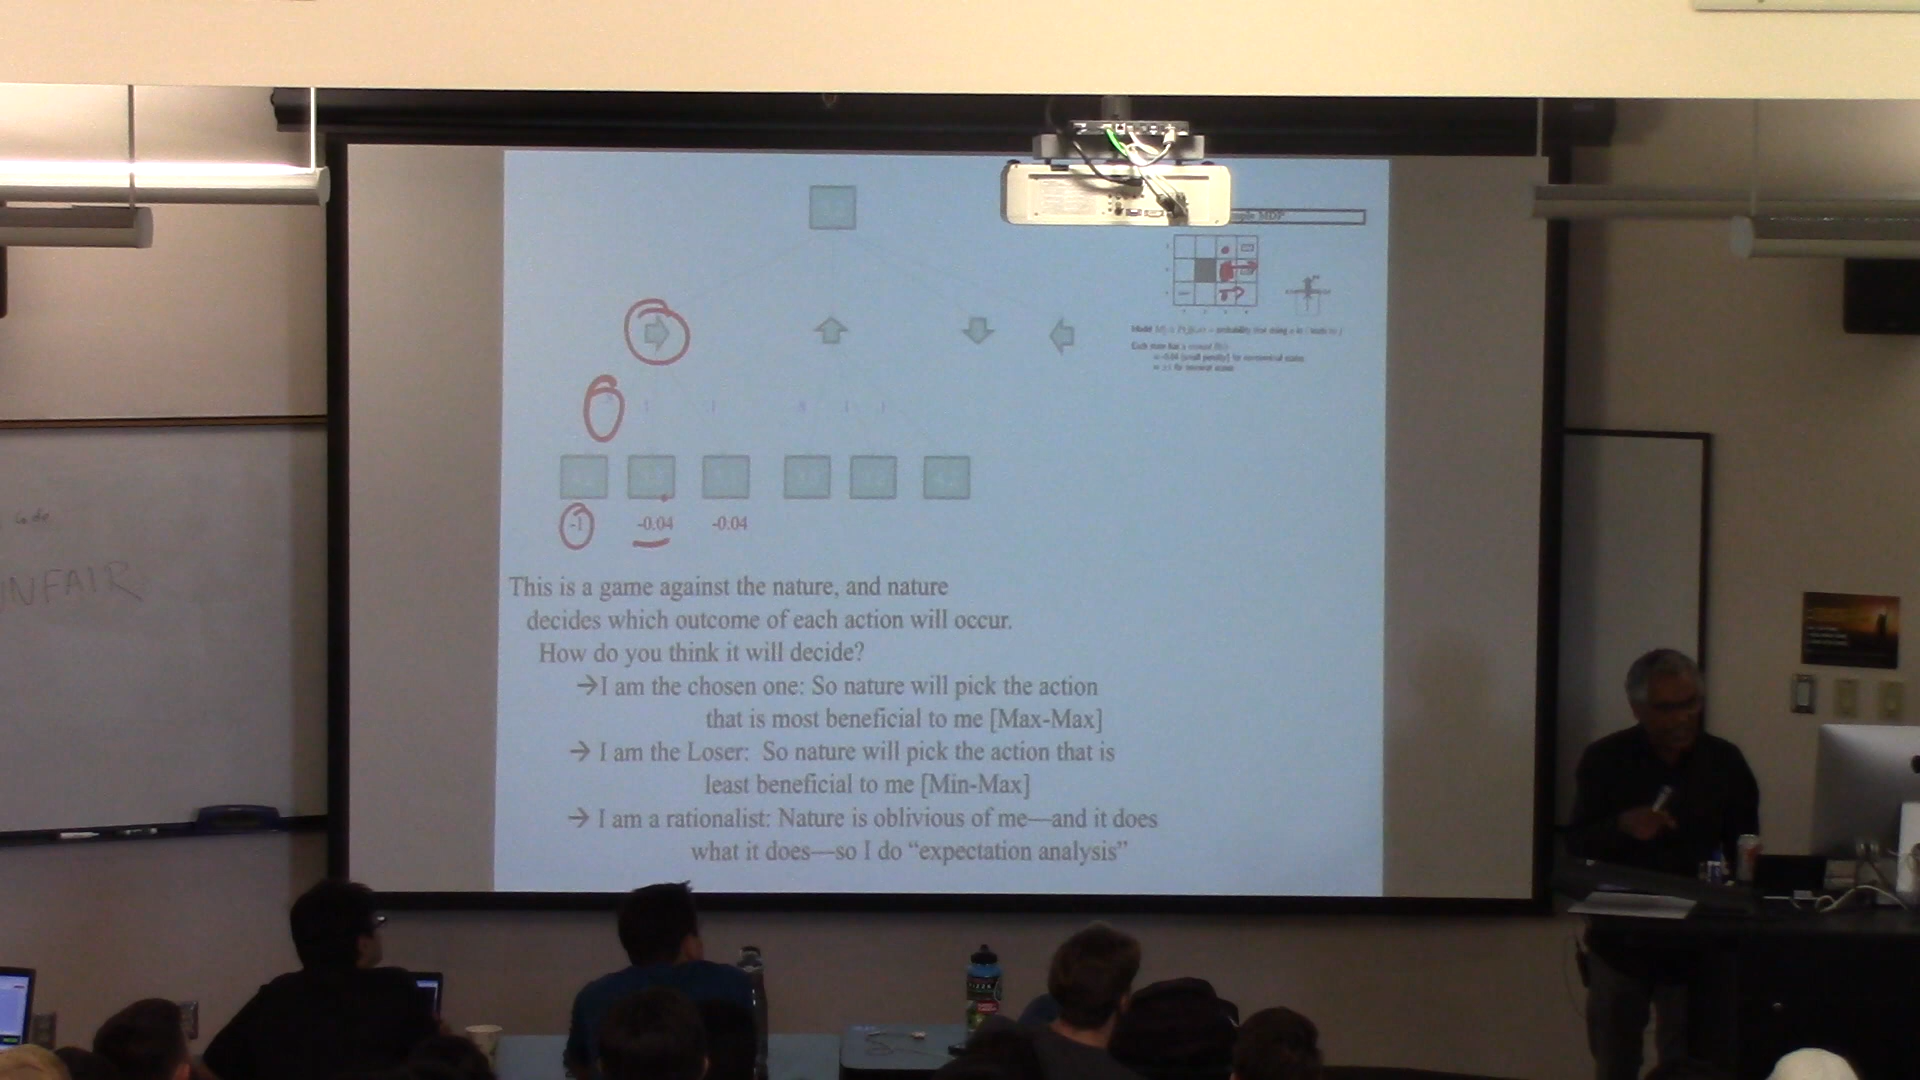 -1 -0.04 -0.04
This is a game against the nature, and nature
decides which outcome of each action will occur.
How do you think it will decide?
→I am the chosen one: So nature will pick the action
that is most beneficial to me [Max-Max]
→ I am the Loser: So nature will pick the action that is
least beneficial to me [Min-Max]
→ I am a rationalist: Nature is oblivious of me—and it does
what it does—so I do “expectation analysis”
MDP
UNFAIR